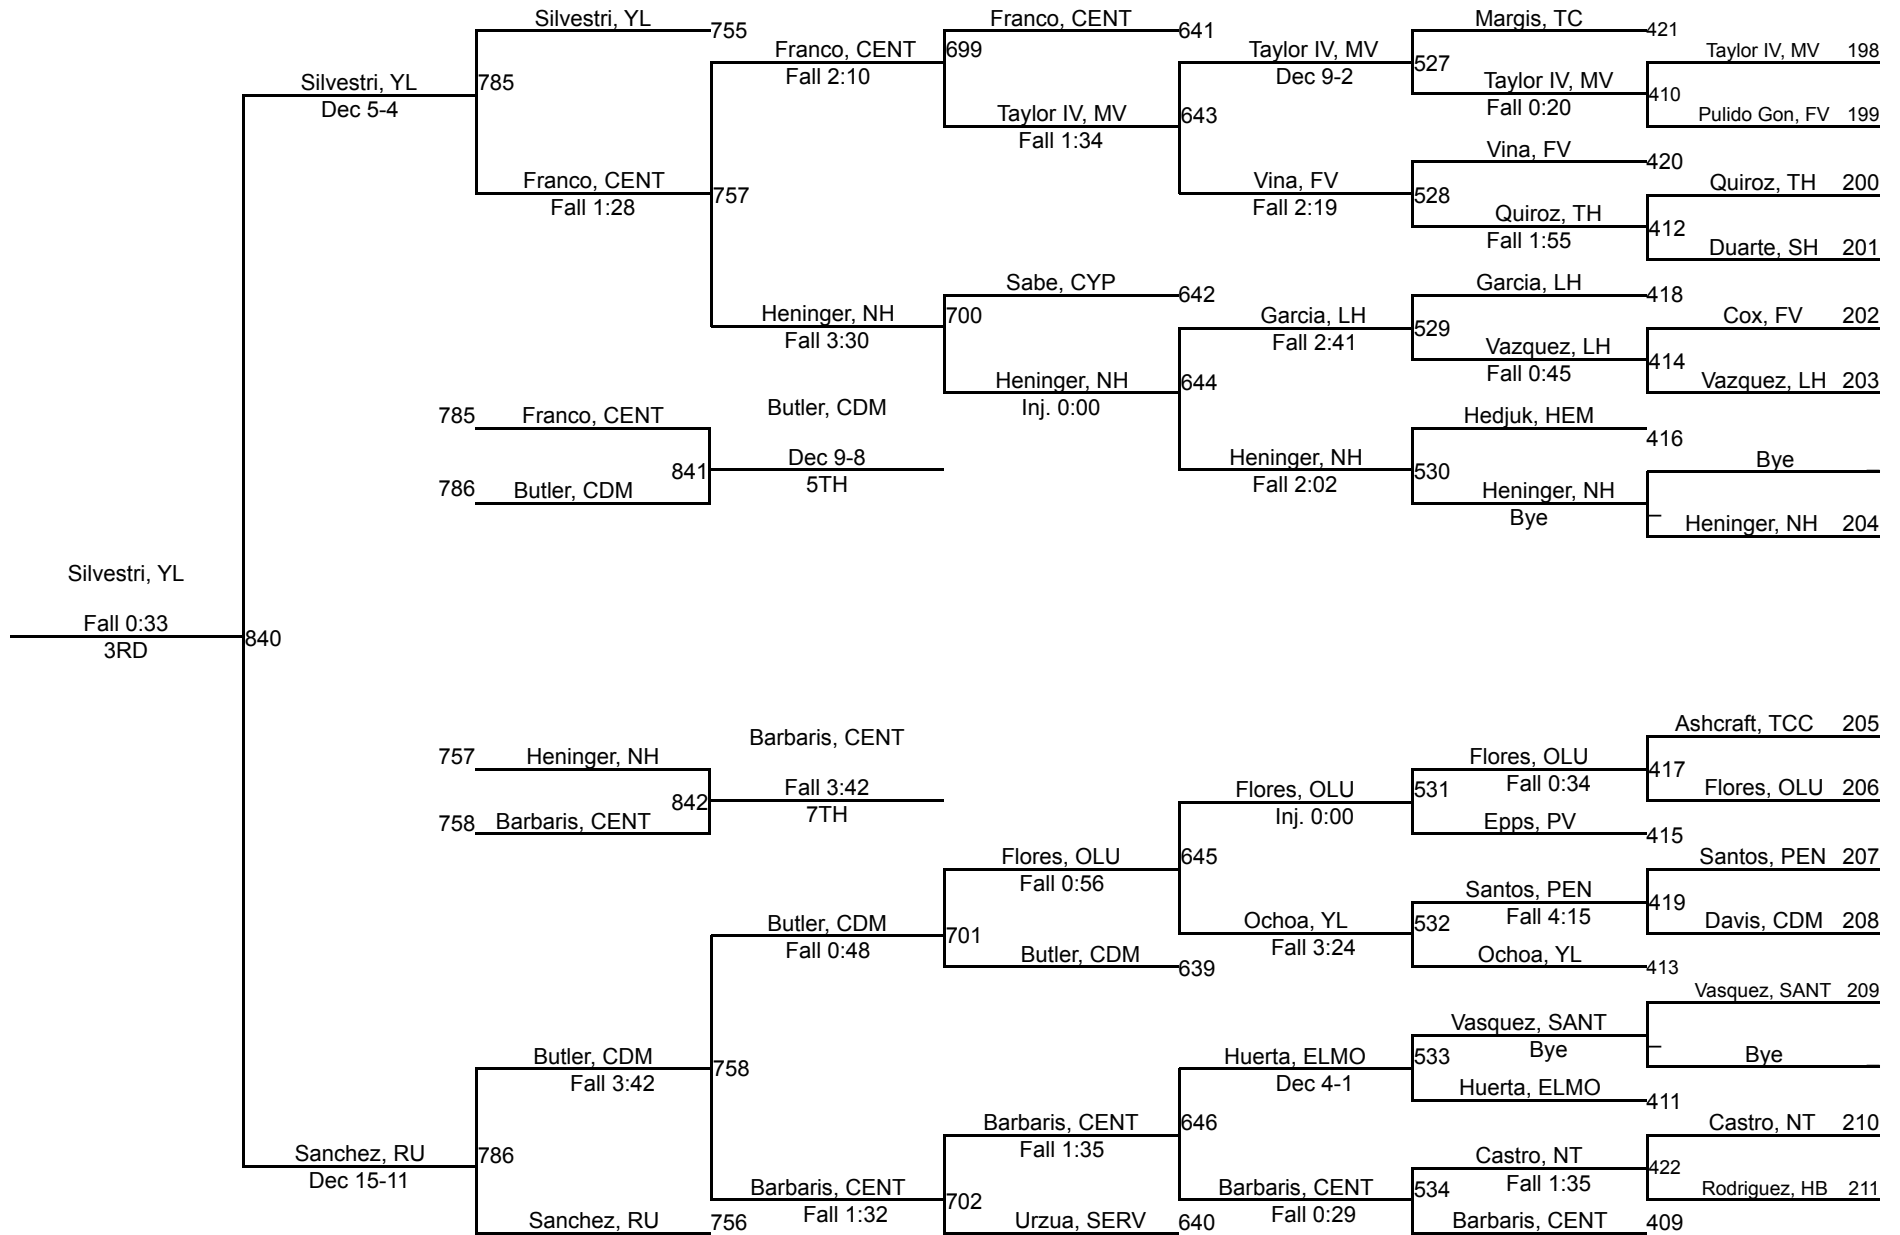 Silvestri, YL
755
Franco, CENT
641
Margis, TC
421
Franco, CENT
Fall 2:10
699
Taylor IV, MV
Dec 9-2
527
Taylor IV, MV 198
Silvestri, YL
Dec 5-4
785
Taylor IV, MV
Fall 0:20
410
Taylor IV, MV
Fall 1:34
643
Pulido Gon, FV 199
Vina, FV
420
Franco, CENT
Fall 1:28
757
Vina, FV
Fall 2:19
528
Quiroz, TH 200
Quiroz, TH
Fall 1:55
412
Duarte, SH 201
Sabe, CYP
642
Garcia, LH
418
Heninger, NH
Fall 3:30
700
Garcia, LH
Fall 2:41
529
Cox, FV 202
Vazquez, LH
Fall 0:45
414
Heninger, NH
Inj. 0:00
644
Vazquez, LH 203
785 Franco, CENT
Butler, CDM
Hedjuk, HEM
416
841
Dec 9-8
5TH
Heninger, NH
Fall 2:02
530
Bye
786 Butler, CDM
Heninger, NH
Bye
Heninger, NH 204
Silvestri, YL
Fall 0:33
3RD
840
Ashcraft, TCC 205
757 Heninger, NH
Barbaris, CENT
Flores, OLU
Fall 0:34
417
842
Fall 3:42
7TH
Flores, OLU
Inj. 0:00
531
Flores, OLU 206
758 Barbaris, CENT
Epps, PV
415
Flores, OLU
Fall 0:56
645
Santos, PEN 207
Santos, PEN
Fall 4:15
419
Butler, CDM
Fall 0:48
701
Ochoa, YL
Fall 3:24
532
Davis, CDM 208
Butler, CDM
639
Ochoa, YL
413
Vasquez, SANT 209
Vasquez, SANT
Bye
Butler, CDM
Fall 3:42
758
Huerta, ELMO
Dec 4-1
533
Bye
Huerta, ELMO
411
Barbaris, CENT
Fall 1:35
646
Castro, NT 210
Sanchez, RU
Dec 15-11
786
Castro, NT
Fall 1:35
422
Barbaris, CENT
Fall 1:32
702
Barbaris, CENT
Fall 0:29
534
Rodriguez, HB 211
Sanchez, RU
756
Urzua, SERV
640
Barbaris, CENT
409